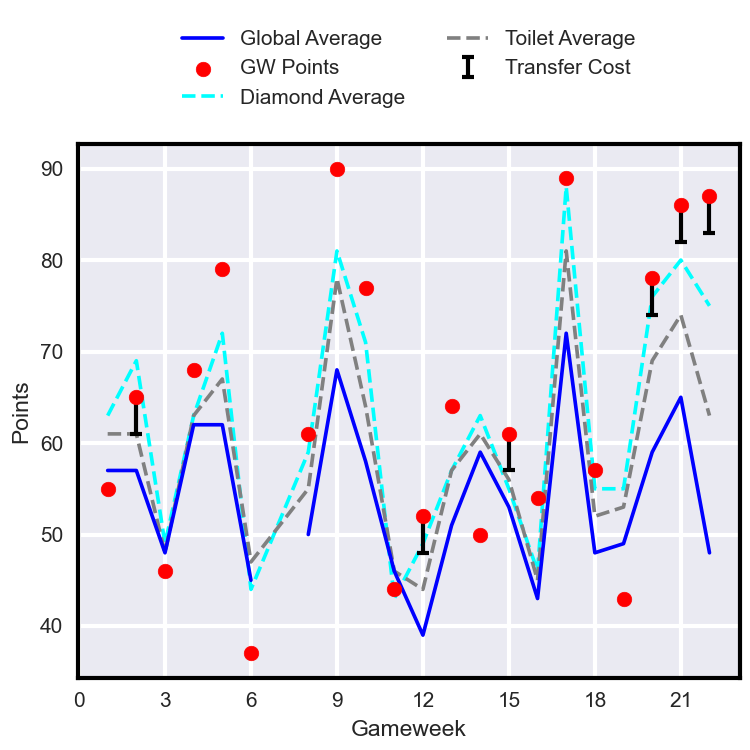 Global Average
GW Points
Diamond Average
Toilet Average
Transfer Cost
90
80
70
60
50
40
Points
0 3 6 9 12 15 18 21
Gameweek